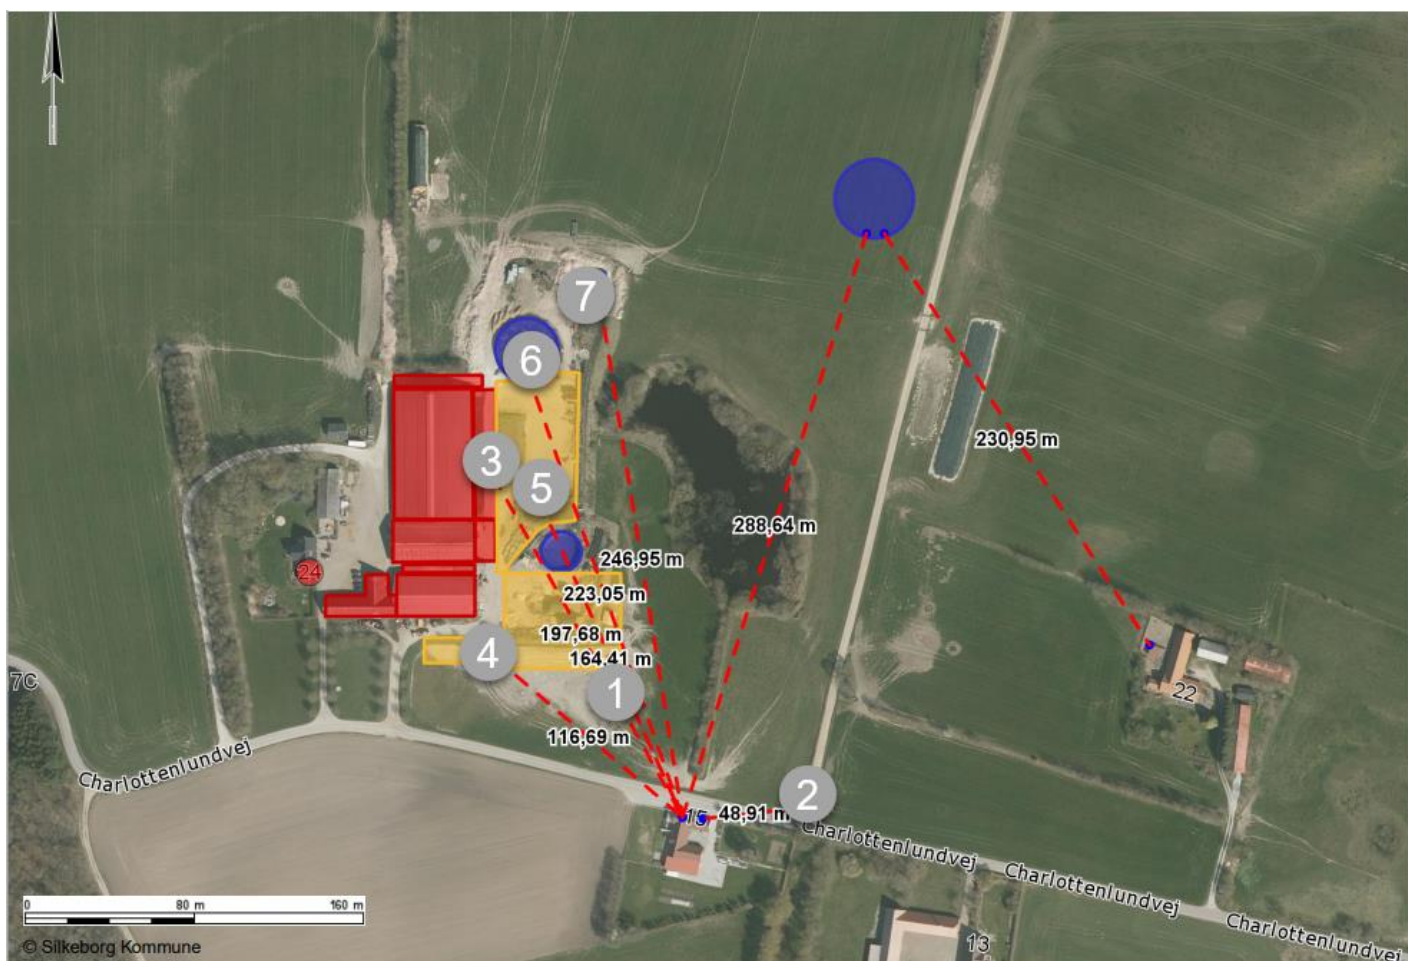 7
6
3
5
230,95 m
288,64 m
246,95 m
24
223,05 m
197,68 m
4
164,41 m
7C
1
22
116,69 m
Charlottenlundvej
2
15
48,91 m
Charlottenlundvej
Charlottenlundvej
Charlottenlundvej
0 80 m 160 m
13
© Silkeborg Kommune